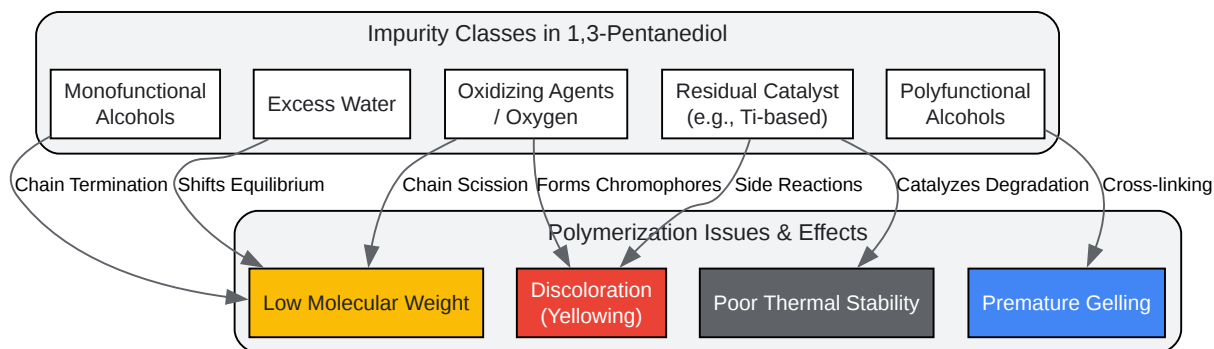 Impurity Classes in 1,3-Pentanediol
Monofunctional
Alcohols
Excess Water
Oxidizing Agents
/ Oxygen
Residual Catalyst
(e.g., Ti-based)
Polyfunctional
Alcohols
Chain Termination
Shifts Equilibrium
Chain Scission
Forms Chromophores
Side Reactions
Catalyzes Degradation
Cross-linking
Polymerization Issues & Effects
Low Molecular Weight
Discoloration
(Yellowing)
Poor Thermal Stability
Premature Gelling